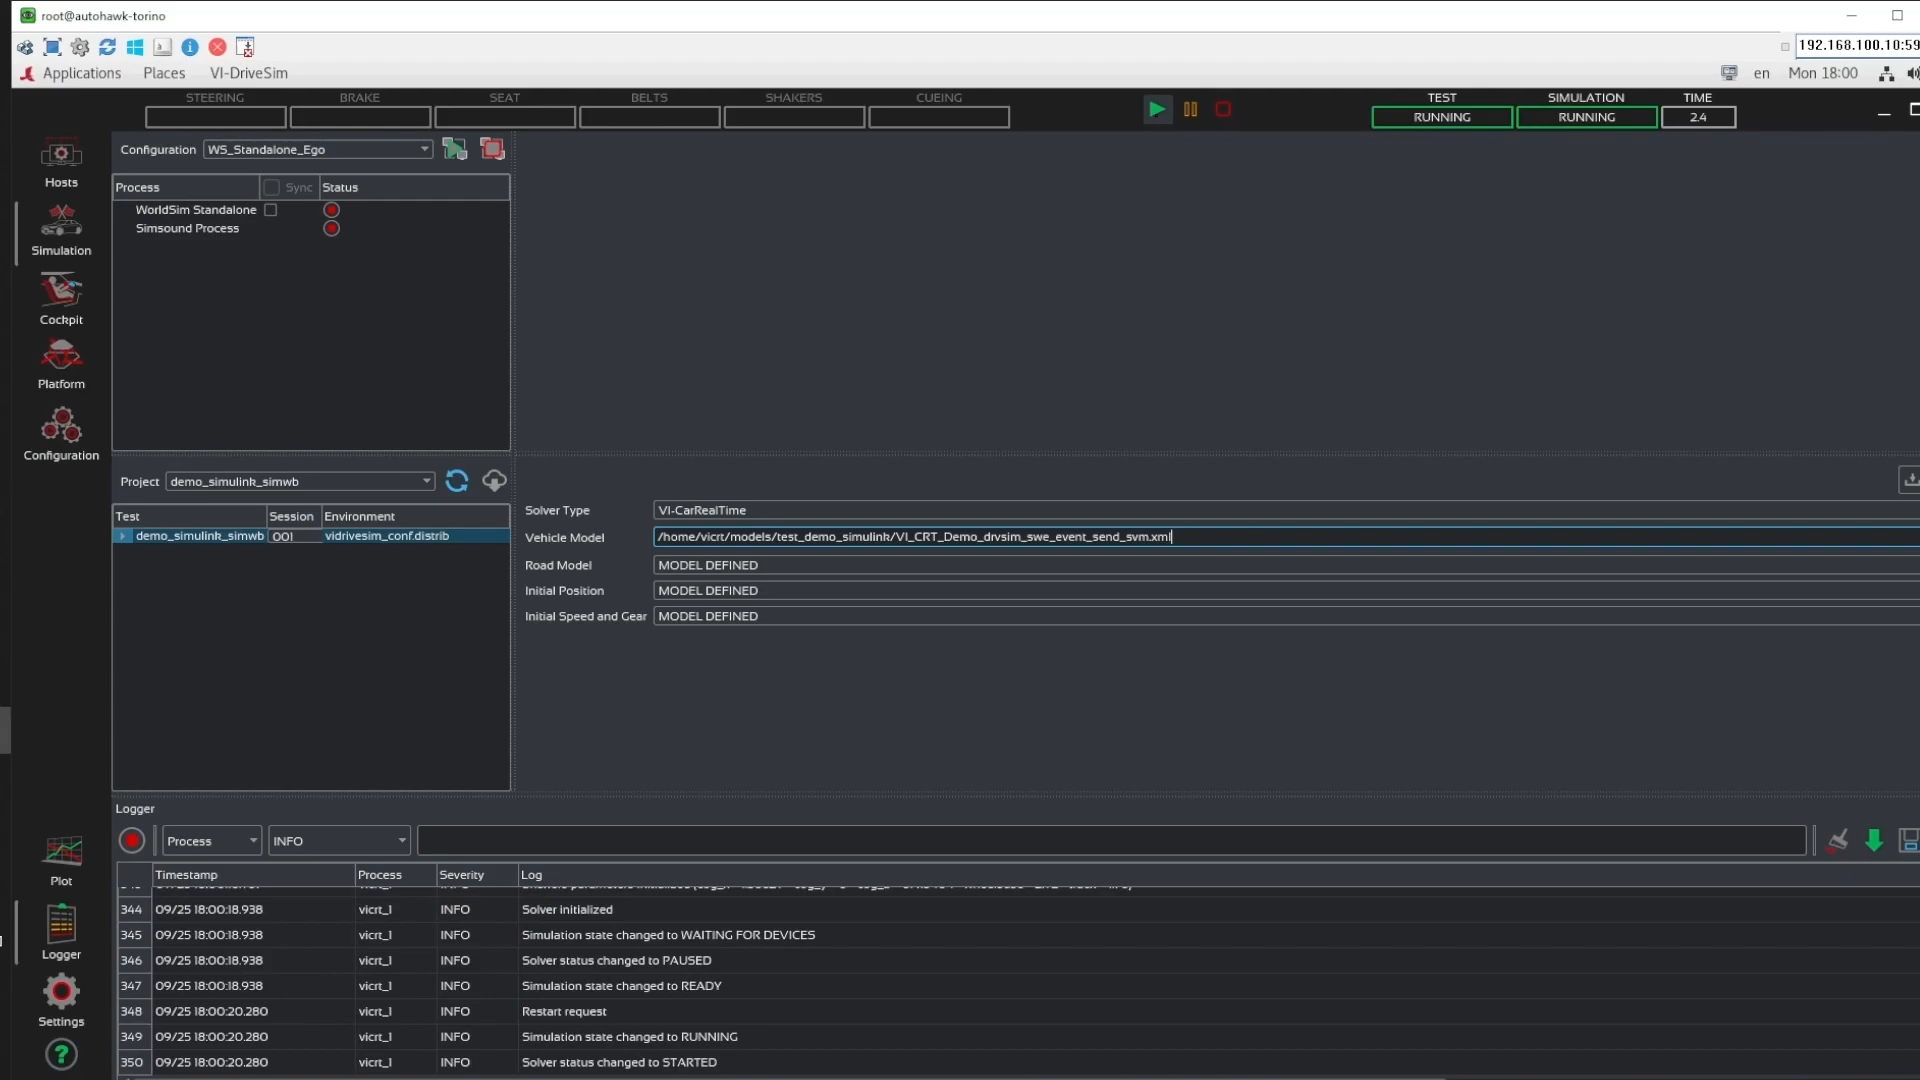 root@autohawk-torino
192.168.100.10:59
Applications Places VI-DriveSim en Mon 18:00
STEERING BRAKE SEAT BELTS SHAKERS CUEING TEST SIMULATION TIME
RUNNING RUNNING 2.4
Configuration WS_Standalone_Ego
Process Sync Status
WorldSim Standalone
Simsound Process
Hosts
Simulation
Cockpit
Platform
Configuration
Project demo_simulink_simwb
Test Session Environment
demo_simulink_simwb 001 vidrivesim_conf.distrib
Solver Type VI-CarRealTime
Vehicle Model /home/vicrt/models/test_demo_simulink/VI_CRT_Demo_drvsim_swe_event_send_svm.xml
Road Model MODEL DEFINED
Initial Position MODEL DEFINED
Initial Speed and Gear MODEL DEFINED
Logger
Process INFO
Timestamp Process Severity Log
344 09/25 18:00:18.938 vicrt_1 INFO Solver initialized
345 09/25 18:00:18.938 vicrt_1 INFO Simulation state changed to WAITING FOR DEVICES
346 09/25 18:00:18.938 vicrt_1 INFO Solver status changed to PAUSED
347 09/25 18:00:18.938 vicrt_1 INFO Simulation state changed to READY
348 09/25 18:00:20.280 vicrt_1 INFO Restart request
349 09/25 18:00:20.280 vicrt_1 INFO Simulation state changed to RUNNING
350 09/25 18:00:20.280 vicrt_1 INFO Solver status changed to STARTED
Plot
Logger
Settings
?